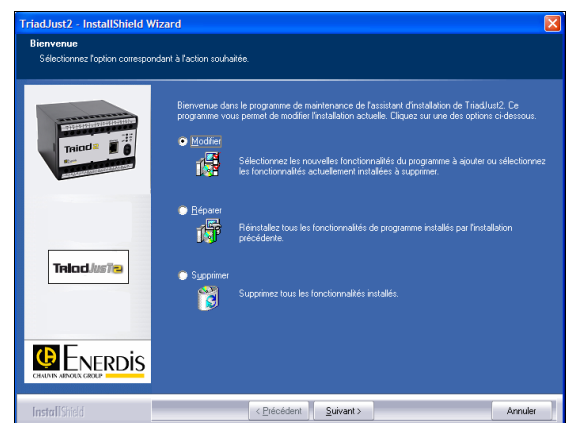 TriadJust2 - InstallShield Wizard
Bienvenue
Sélectionnez l'option correspondant à l'action souhaitée.
Bienvenue dans le programme de maintenance de l'assistant d'installation de TriadJust2. Ce
programme vous permet de modifier l'installation actuelle. Cliquez sur une des options ci-dessous.
Modifier
Sélectionnez les nouvelles fonctionnalités du programme à ajouter ou sélectionnez
les fonctionnalités actuellement installées à supprimer.
Réparer
Réinstallez tous les fonctionnalités de programme installés par l'installation
précédente.
Supprimer
Supprimez tous les fonctionnalités installés.
Triad 2
TriadJust2
ENERDIS
CHAUVIN ARNOUX GROUP
InstallShield
< Précédent
Suivant >
Annuler